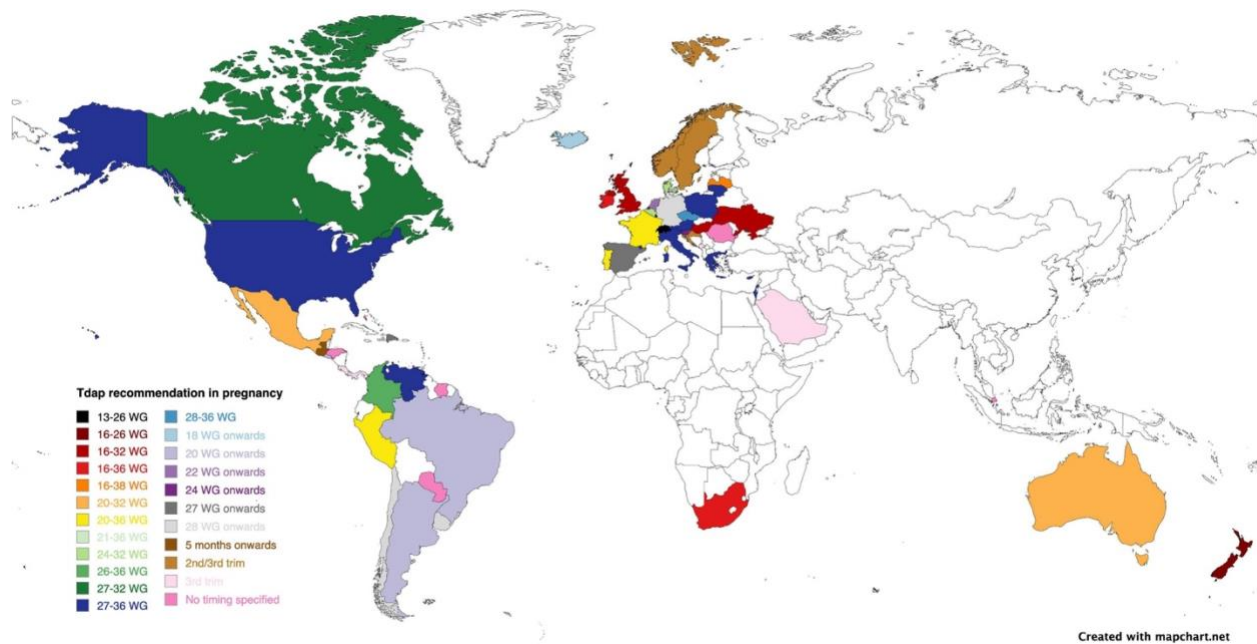 Tdap recommendation in pregnancy
13-26 WG
16-26 WG
16-32 WG
16-36 WG
16-38 WG
20-32 WG
20-36 WG
21-36 WG
24-32 WG
26-36 WG
27-32 WG
27-36 WG
28-36 WG
18 WG onwards
20 WG onwards
22 WG onwards
24 WG onwards
27 WG onwards
28 WG onwards
5 months onwards
2nd/3rd trim
3rd trim
No timing specified
Created with mapchart.net